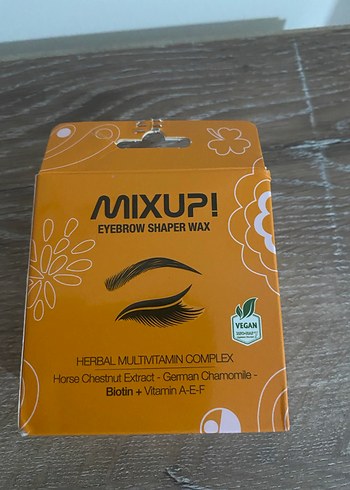 MIXUP!
EYEBROW SHAPER WAX
VEGAN
HERBAL MULTIVITAMIN COMPLEX
Horse Chestnut Extract - German Chamomile -
Biotin + Vitamin A-E-F